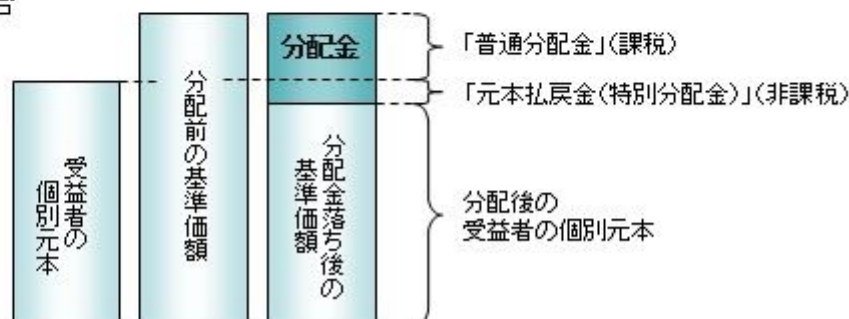 受益者の
個別元本
分配前の基準価額
分配金
分配金落ち後の
基準価額
「普通分配金」(課税)
「元本払戻金(特別分配金)」(非課税)
分配後の
受益者の個別元本